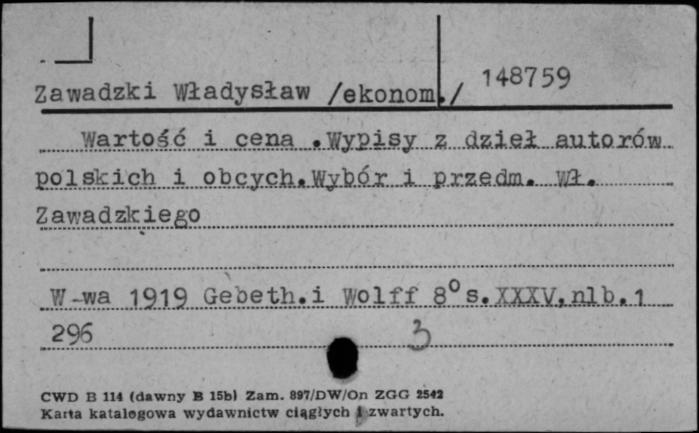 148759
Zawadzki Władysław /ekonom./
Wartość i cena .Wypisy z dzieł autorów
polskich i obcych.Wybór i przedm. Wł.
Zawadzkiego
W-wa 1919 Gebeth.i Wolff 8° s.XXXV,nlb.1
296 3
CWD B 114 (dawny B 15b) Zam. 897/DW/On ZGG 2542
Karta katalogowa wydawnictw ciągłych i zwartych.